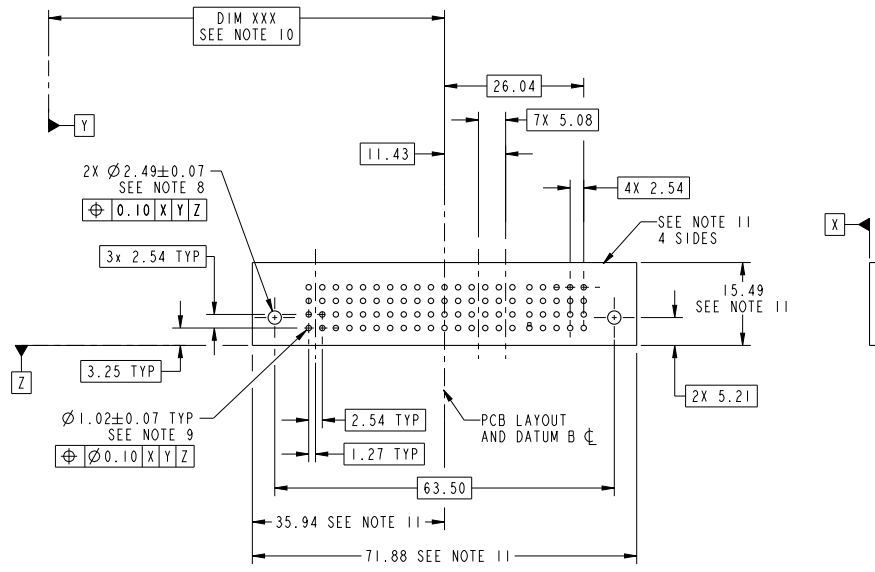 DIM XXX
SEE NOTE 10
26.04
Y
7X 5.08
11.43
2X Ø2.49±0.07
SEE NOTE 8
⌖ 0.10 X Y Z
4X 2.54
SEE NOTE 11
4 SIDES
X
3x 2.54 TYP
15.49
SEE NOTE 11
Z
3.25 TYP
2X 5.21
Ø1.02±0.07 TYP
SEE NOTE 9
⌖ Ø0.10 X Y Z
2.54 TYP
PCB LAYOUT
AND DATUM B ℄
1.27 TYP
63.50
35.94 SEE NOTE 11
71.88 SEE NOTE 11